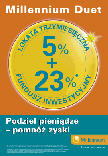 Millennium Duet
LOKATA TRZYMIESIĘCZNA
5%
+ 23%
FUNDUSZ INWESTYCYJNY
Podziel pieniądze
– pomnóż zyski
Millennium